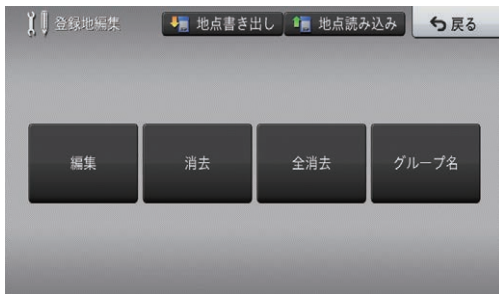 登録地編集
地点書き出し
地点読み込み
戻る
編集
消去
全消去
グループ名